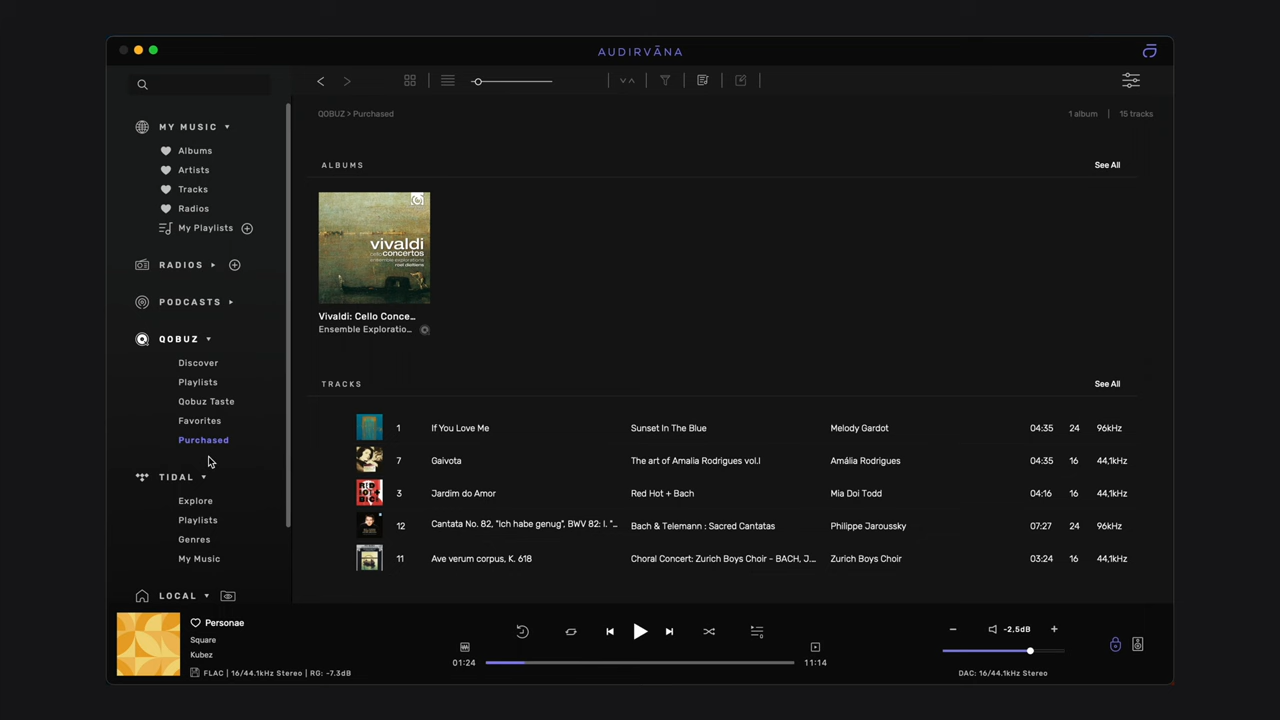 AUDIRVĀNA
MY MUSIC
Albums
Artists
Tracks
Radios
My Playlists
RADIOS
PODCASTS
QOBUZ
Discover
Playlists
Qobuz Taste
Favorites
Purchased
TIDAL
Explore
Playlists
Genres
My Music
LOCAL
QOBUZ > Purchased
1 album | 15 tracks
ALBUMS See All
vivaldi
cello concertos
Vivaldi: Cello Conce...
Ensemble Exploratio...
TRACKS See All
1 If You Love Me Sunset In The Blue Melody Gardot 04:35 24 96kHz
7 Gaivota The art of Amalia Rodrigues vol.I Amália Rodrigues 04:35 16 44,1kHz
3 Jardim do Amor Red Hot + Bach Mia Doi Todd 04:16 16 44,1kHz
12 Cantata No. 82, "Ich habe genug", BWV 82: I. "... Bach & Telemann : Sacred Cantatas Philippe Jaroussky 07:27 24 96kHz
11 Ave verum corpus, K. 618 Choral Concert: Zurich Boys Choir - BACH, J.... Zurich Boys Choir 03:24 16 44,1kHz
Personae
Square
Kubez
FLAC | 16/44.1kHz Stereo | RG: -7.3dB
01:24
11:14
-2,5dB
DAC: 16/44.1kHz Stereo